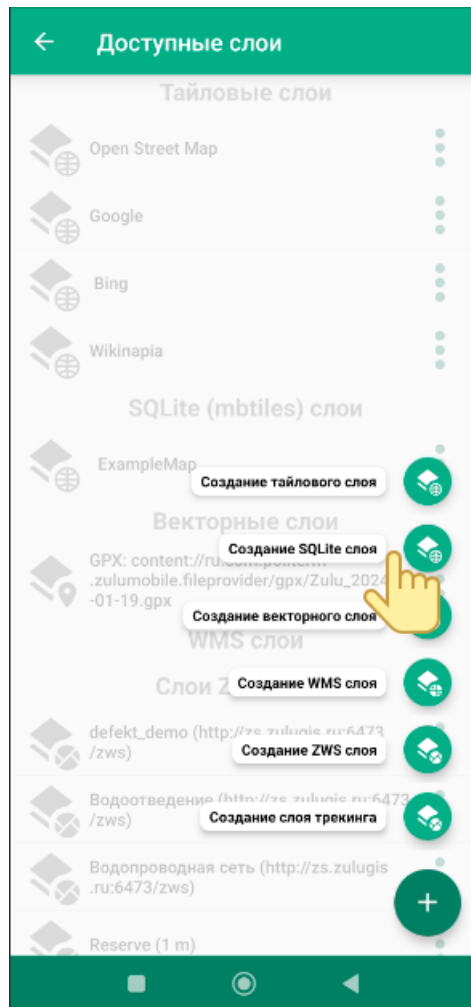 Доступные слои
Тайловые слои
Open Street Map
Google
Bing
Wikinapia
SQLite (mbtiles) слои
ExampleMap
Создание тайлового слоя
Векторные слои
Создание SQLite слоя
GPX: content://ru.com.politerm
.zulumobile.fileprovider/gpx/Zulu_2024
-01-19.gpx
Создание векторного слоя
WMS слои
Создание WMS слоя
Слои Z
defekt_demo (http://zs.zulugis.ru:6473
/zws)
Создание ZWS слоя
Водоотведение (http://zs.zulugis.ru:6473
/zws)
Создание слоя трекинга
Водопроводная сеть (http://zs.zulugis
.ru:6473/zws)
Reserve (1 m)